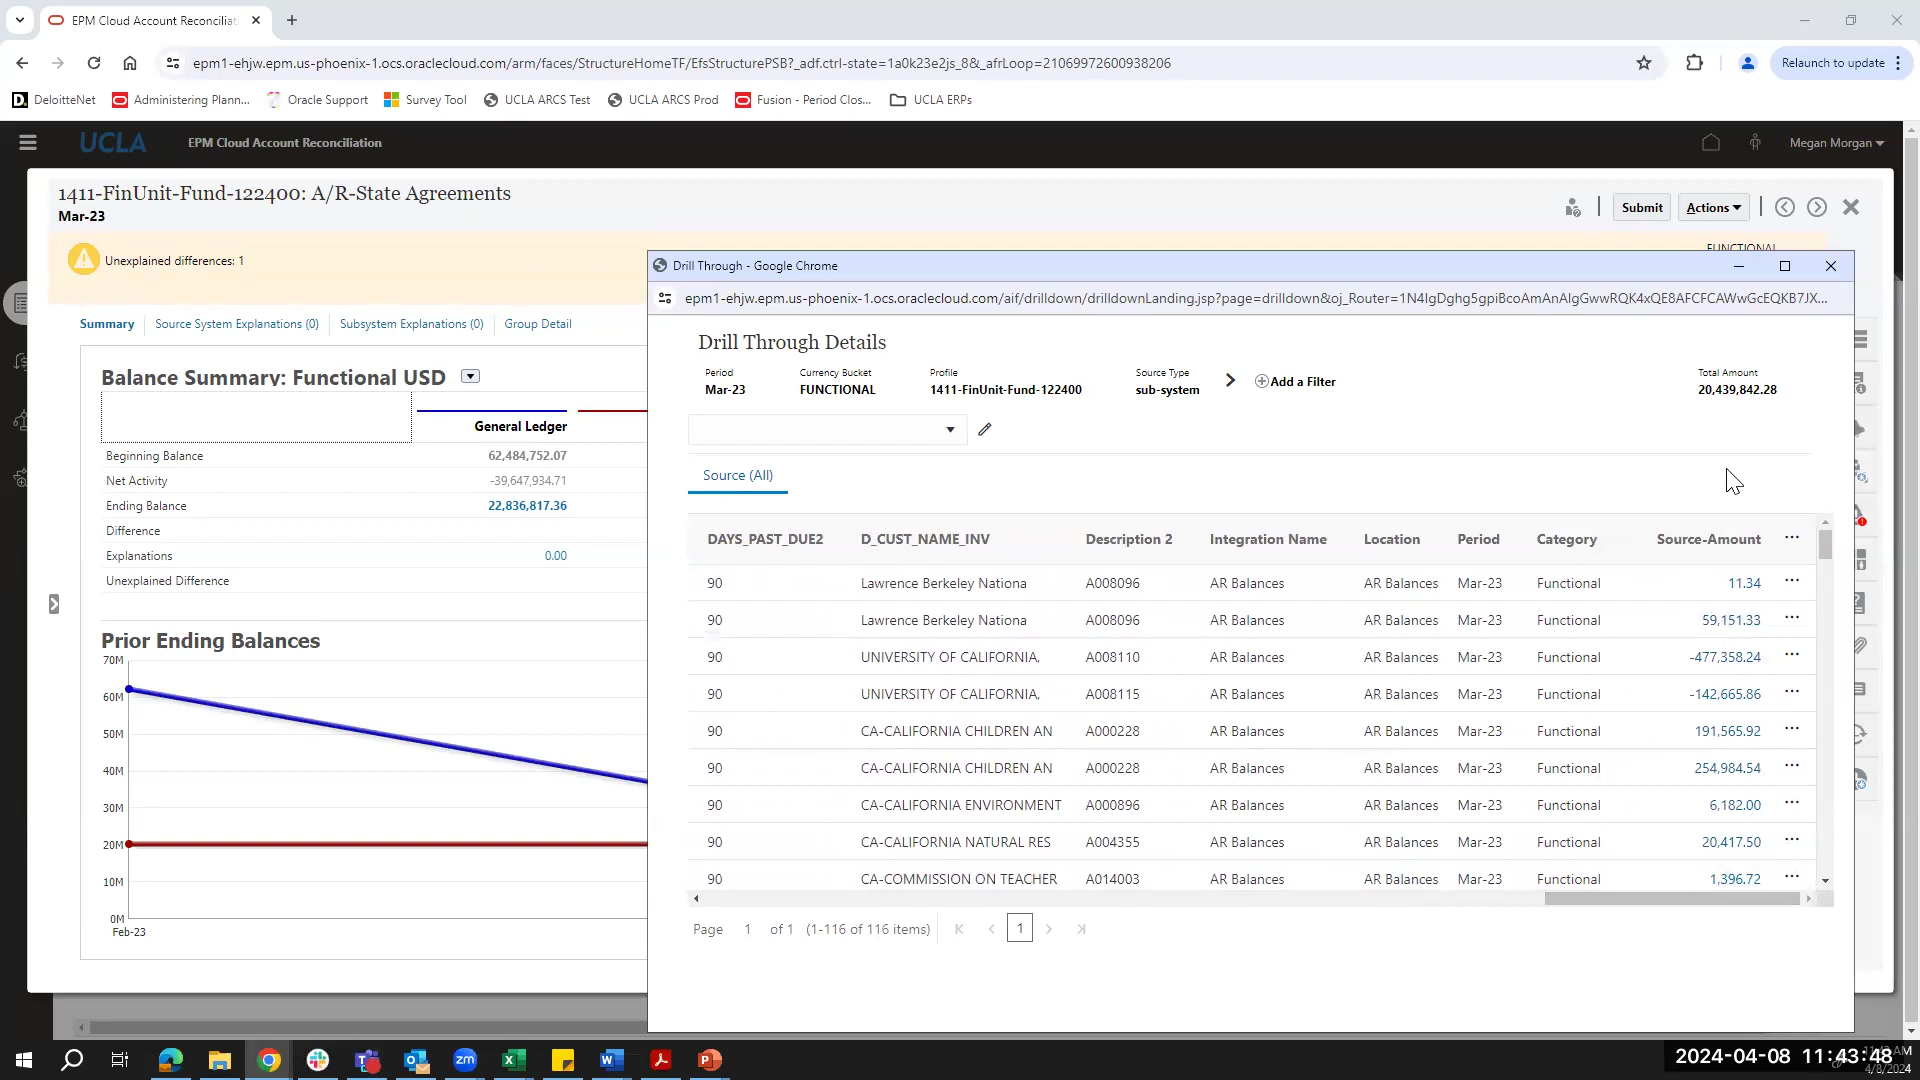 EPM Cloud Account Reconciliat
epm1-ehjw.epm.us-phoenix-1.ocs.oraclecloud.com/arm/faces/StructureHomeTF/EfsStructurePSB?_adf.ctrl-state=1a0k23e2js_8&_afrLoop=21069972600938206
Relaunch to update
DeloitteNet
Administering Plann...
Oracle Support
Survey Tool
UCLA ARCS Test
UCLA ARCS Prod
Fusion - Period Clos...
UCLA ERPs
UCLA
EPM Cloud Account Reconciliation
Megan Morgan
1411-FinUnit-Fund-122400: A/R-State Agreements
Mar-23
Submit
Actions
Unexplained differences: 1
FUNCTIONAL
Summary
Source System Explanations (0)
Subsystem Explanations (0)
Group Detail
Balance Summary: Functional USD
General Ledger
Beginning Balance 62,484,752.07
Net Activity -39,647,934.71
Ending Balance 22,836,817.36
Difference
Explanations 0.00
Unexplained Difference
Prior Ending Balances
70M
60M
50M
40M
30M
20M
10M
0M
Feb-23
Drill Through - Google Chrome
epm1-ehjw.epm.us-phoenix-1.ocs.oraclecloud.com/aif/drilldown/drilldownLanding.jsp?page=drilldown&oj_Router=1N4IgDghg5gpiBcoAmAnAIgGwwRQK4xQE8AFCFCAWwGcEQKB7JX...
Drill Through Details
Period Currency Bucket Profile Source Type Total Amount
Mar-23 FUNCTIONAL 1411-FinUnit-Fund-122400 sub-system Add a Filter 20,439,842.28
Source (All)
DAYS_PAST_DUE2 D_CUST_NAME_INV Description 2 Integration Name Location Period Category Source-Amount ...
90 Lawrence Berkeley Nationa A008096 AR Balances AR Balances Mar-23 Functional 11.34 ...
90 Lawrence Berkeley Nationa A008096 AR Balances AR Balances Mar-23 Functional 59,151.33 ...
90 UNIVERSITY OF CALIFORNIA, A008110 AR Balances AR Balances Mar-23 Functional -477,358.24 ...
90 UNIVERSITY OF CALIFORNIA, A008115 AR Balances AR Balances Mar-23 Functional -142,665.86 ...
90 CA-CALIFORNIA CHILDREN AN A000228 AR Balances AR Balances Mar-23 Functional 191,565.92 ...
90 CA-CALIFORNIA CHILDREN AN A000228 AR Balances AR Balances Mar-23 Functional 254,984.54 ...
90 CA-CALIFORNIA ENVIRONMENT A000896 AR Balances AR Balances Mar-23 Functional 6,182.00 ...
90 CA-CALIFORNIA NATURAL RES A004355 AR Balances AR Balances Mar-23 Functional 20,417.50 ...
90 CA-COMMISSION ON TEACHER A014003 AR Balances AR Balances Mar-23 Functional 1,396.72 ...
Page 1 of 1 (1-116 of 116 items) 1
2024-04-08 11:43:48
4/8/2024